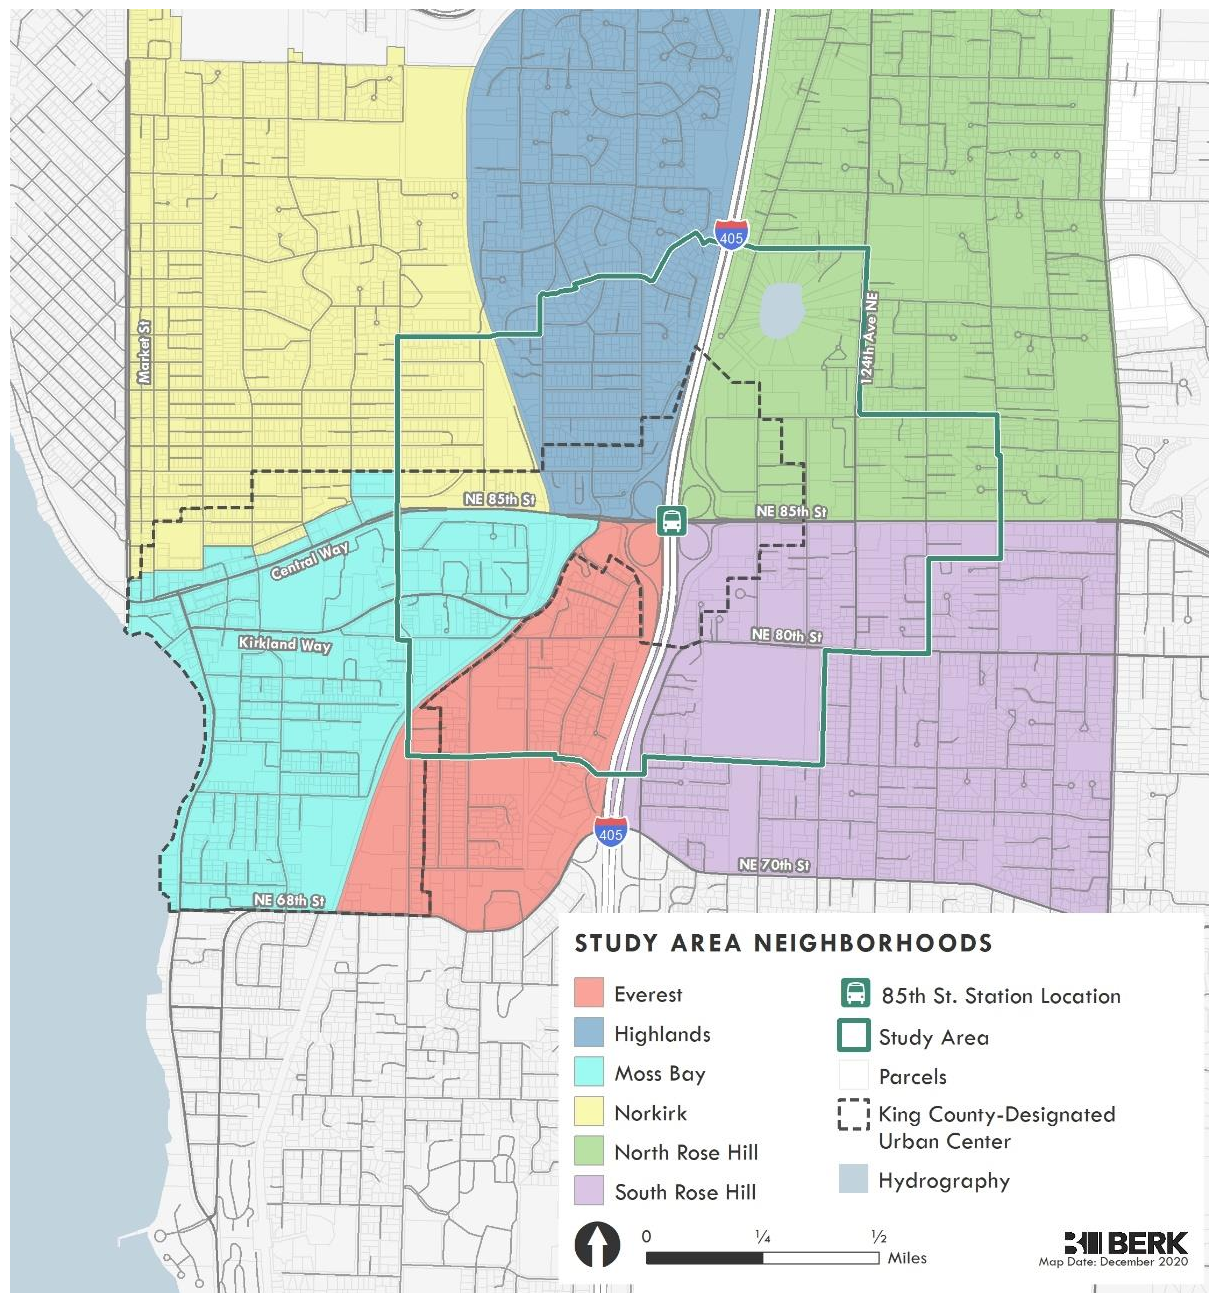 405
Market St
124th Ave NE
NE 85th St
NE 85th St
Central Way
Kirkland Way
NE 80th St
405
NE 70th St
NE 68th St
STUDY AREA NEIGHBORHOODS
Everest
Highlands
Moss Bay
Norkirk
North Rose Hill
South Rose Hill
85th St. Station Location
Study Area
Parcels
King County-Designated
Urban Center
Hydrography
0 ¼ ½
Miles
BERK
Map Date: December 2020